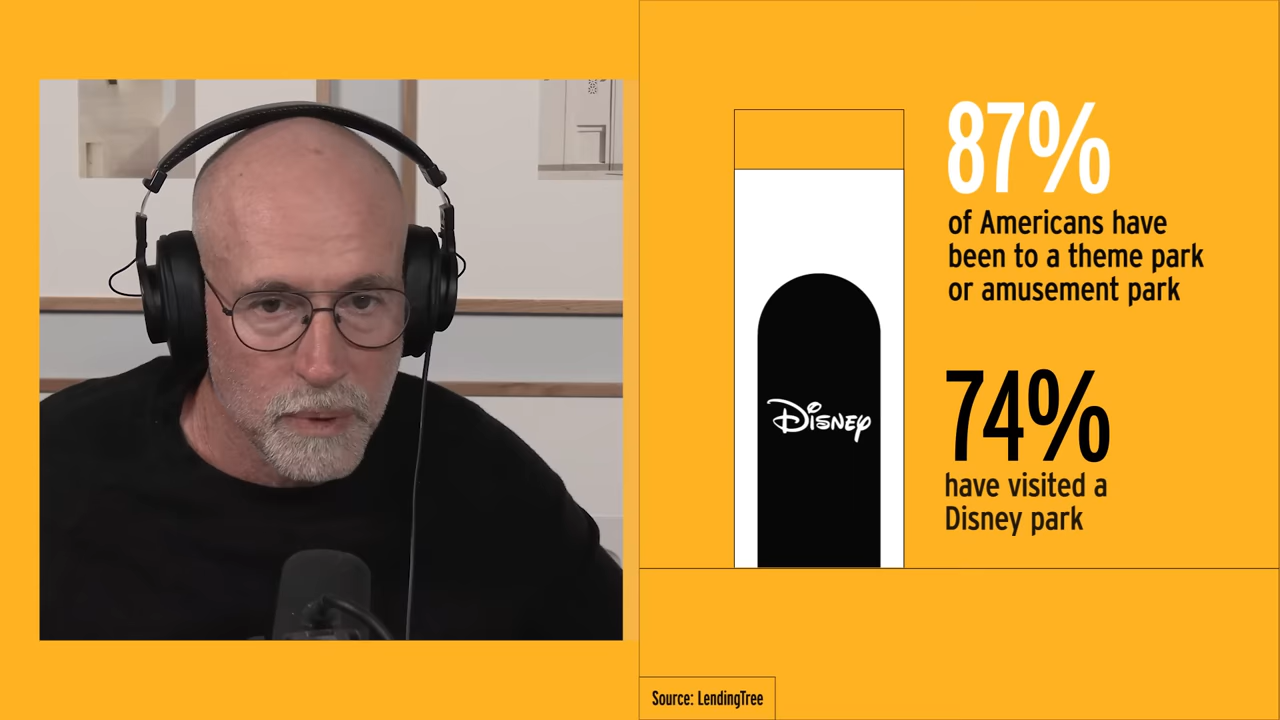 87%
of Americans have
been to a theme park
or amusement park
Disney
74%
have visited a
Disney park
Source: LendingTree